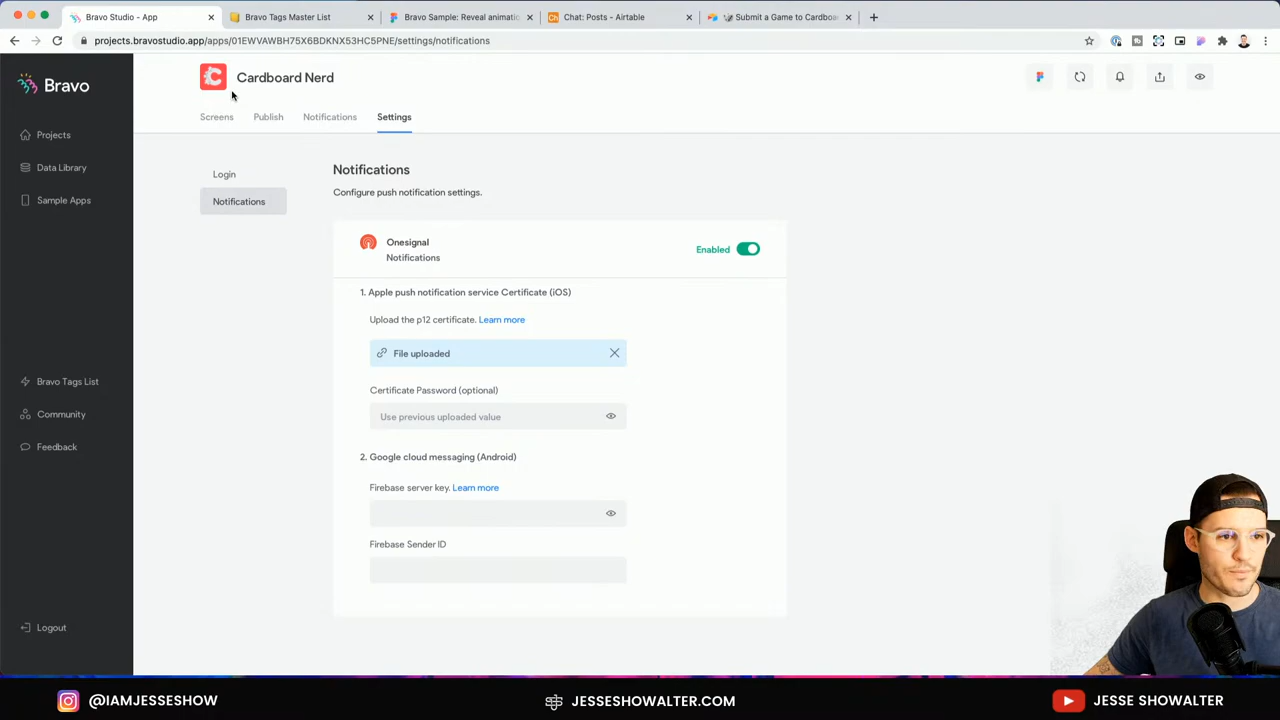 Bravo Studio - App
Bravo Tags Master List
Bravo Sample: Reveal animatio
Chat: Posts - Airtable
Submit a Game to Cardboa
projects.bravostudio.app/apps/01EWVAWBH75X6BDKNX53HC5PNE/settings/notifications
Bravo
Cardboard Nerd
Screens
Publish
Notifications
Settings
Projects
Data Library
Sample Apps
Bravo Tags List
Community
Feedback
Logout
Login
Notifications
Notifications
Configure push notification settings.
Onesignal
Notifications
Enabled
1. Apple push notification service Certificate (iOS)
Upload the p12 certificate. Learn more
File uploaded
Certificate Password (optional)
Use previous uploaded value
2. Google cloud messaging (Android)
Firebase server key. Learn more
Firebase Sender ID
@IAMJESSESHOW
JESSESHOWALTER.COM
JESSE SHOWALTER